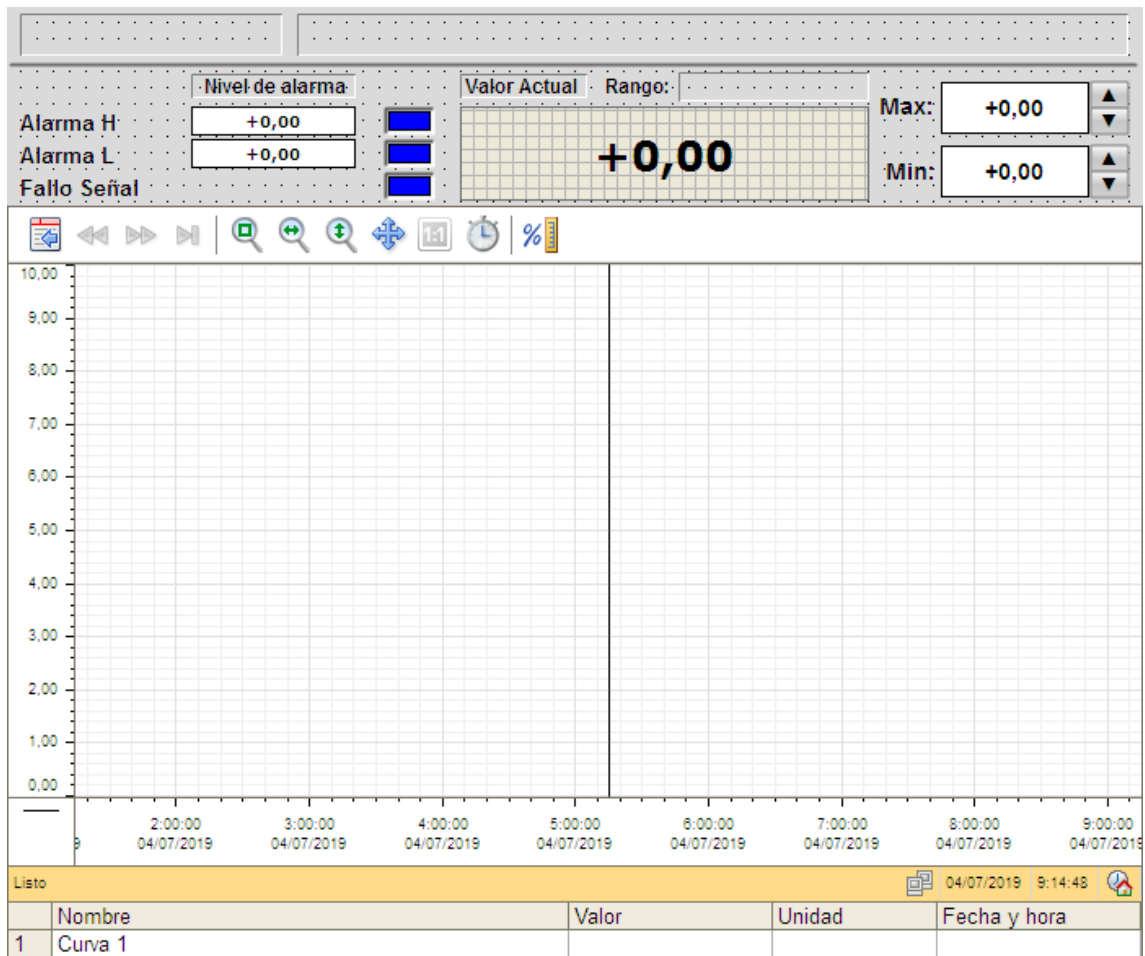 Nivel de alarma
Valor Actual
Rango:
Max:
+0,00
Alarma H
+0,00
+0,00
Alarma L
+0,00
Min:
+0,00
Fallo Señal
1:1
%
10,00
9,00
8,00
7,00
6,00
5,00
4,00
3,00
2,00
1,00
0,00
2:00:00 3:00:00 4:00:00 5:00:00 6:00:00 7:00:00 8:00:00 9:00:00
9 04/07/2019 04/07/2019 04/07/2019 04/07/2019 04/07/2019 04/07/2019 04/07/2019 04/07/2019
Listo 04/07/2019 9:14:48
Nombre Valor Unidad Fecha y hora
1 Curva 1